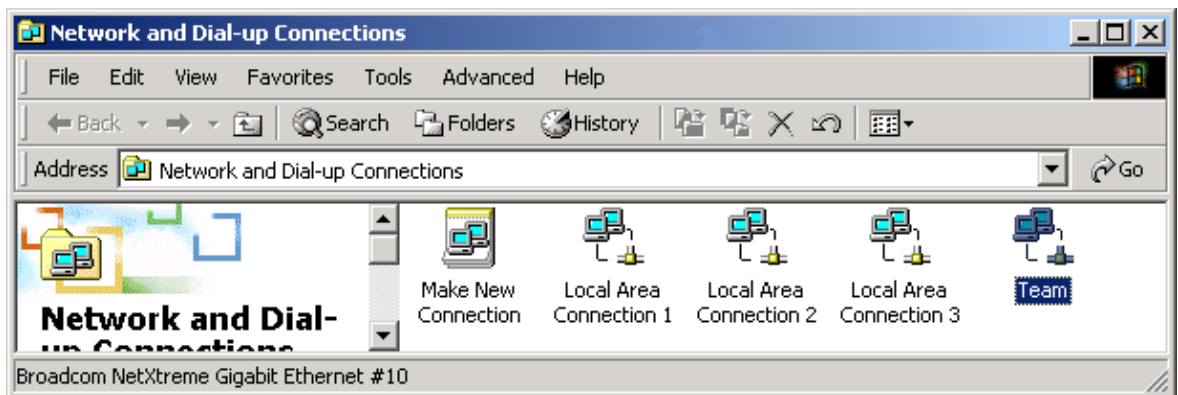 Network and Dial-up Connections
File Edit View Favorites Tools Advanced Help
Back Search Folders History
Address Network and Dial-up Connections Go
Make New Connection
Local Area Connection 1
Local Area Connection 2
Local Area Connection 3
Team
Network and Dial-
up Connections
Broadcom NetXtreme Gigabit Ethernet #10